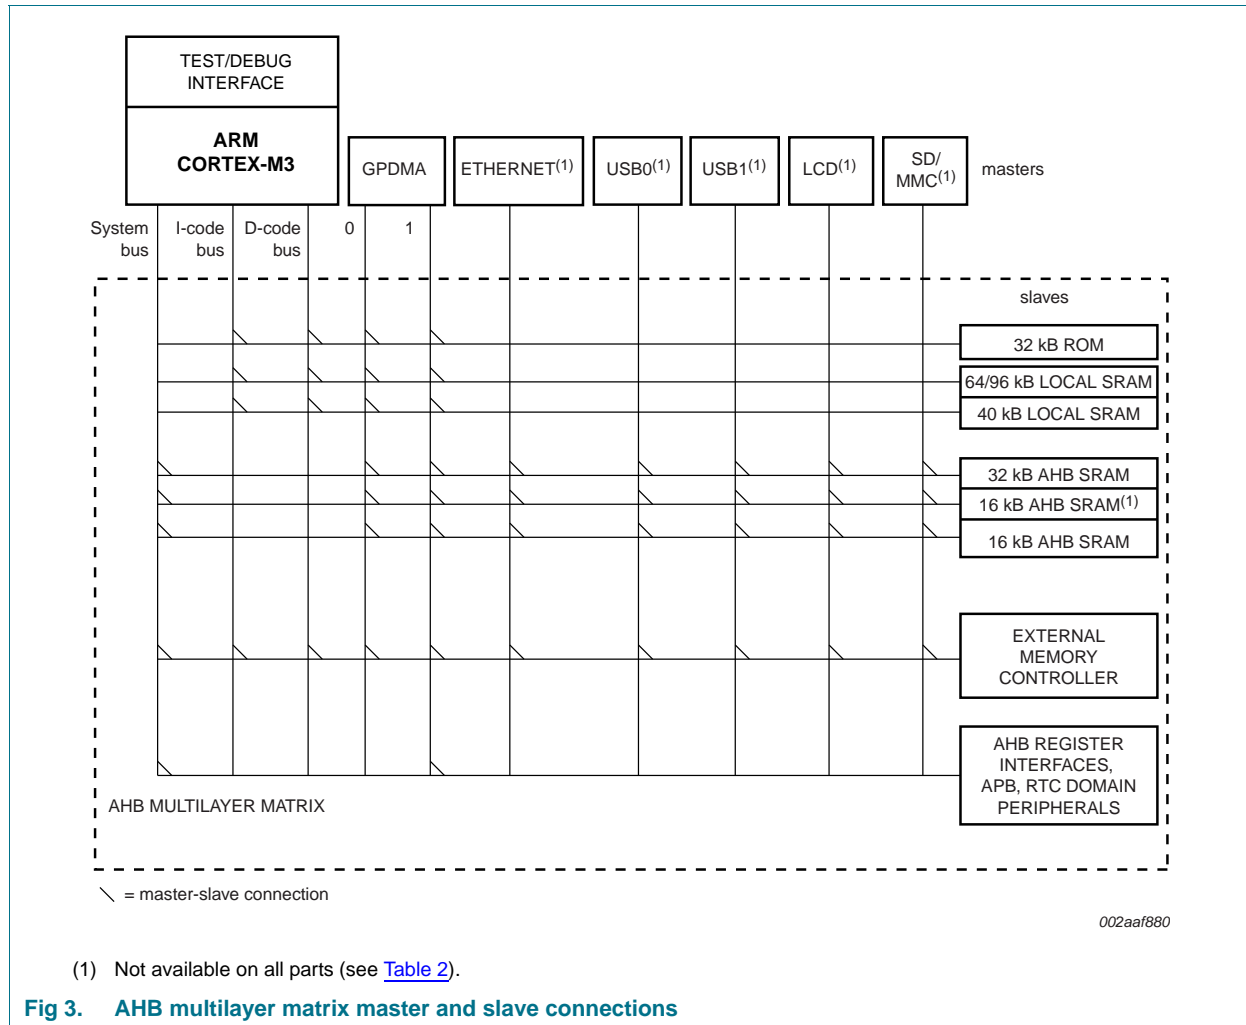 TEST/DEBUG
INTERFACE
ARM
CORTEX-M3
GPDMA
ETHERNET(1)
USB0(1)
USB1(1)
LCD(1)
SD/
MMC(1)
masters
System
bus
I-code
bus
D-code
bus
0
1
slaves
32 kB ROM
64/96 kB LOCAL SRAM
40 kB LOCAL SRAM
32 kB AHB SRAM
16 kB AHB SRAM(1)
16 kB AHB SRAM
EXTERNAL
MEMORY
CONTROLLER
AHB REGISTER
INTERFACES,
APB, RTC DOMAIN
PERIPHERALS
AHB MULTILAYER MATRIX
= master-slave connection
002aaf880
(1) Not available on all parts (see Table 2).
Fig 3. AHB multilayer matrix master and slave connections